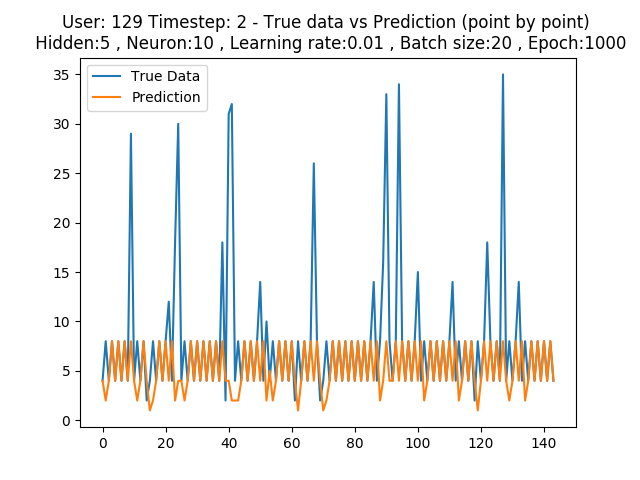 User: 129 Timestep: 2 - True data vs Prediction (point by point)
Hidden:5 , Neuron:10 , Learning rate:0.01 , Batch size:20 , Epoch:1000
True Data
Prediction
35
30
25
20
15
10
5
0
0 20 40 60 80 100 120 140